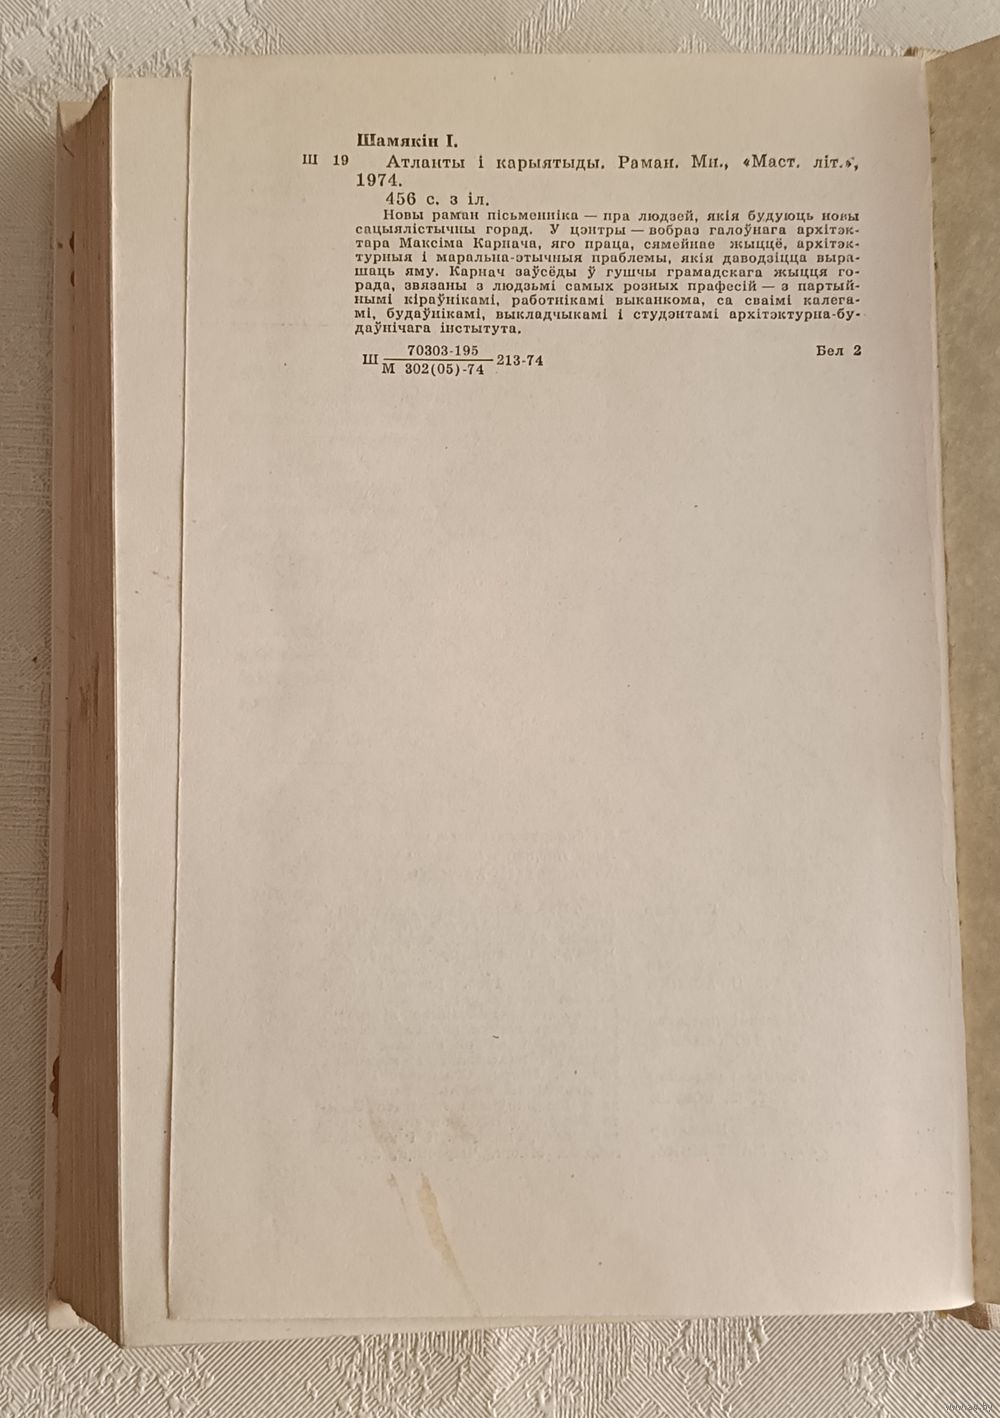 Шамякін І.
Ш 19 Атланты і карыятыды. Раман. Мн., «Маст. літ.»,
1974.
456 с. з іл.
Новы раман пісьменніка — пра людзей, якія будуюць новы
сацыялістычны горад. У цэнтры — вобраз галоўнага архітэк-
тара Максіма Карнача, яго праца, сямейнае жыццё, архітэк-
турныя і маральна-этычныя праблемы, якія даводзіцца выра-
шаць яму. Карнач заўсёды ў гушчы грамадскага жыцця го-
рада, звязаны з людзьмі самых розных прафесій — з партый-
нымі кіраўнікамі, работнікамі выканкома, са сваімі калега-
мі, будаўнікамі, выкладчыкамі і студэнтамі архітэктурна-бу-
даўнічага інстытута.
Ш 70303-195 213-74 Бел 2
М 302(05)-74